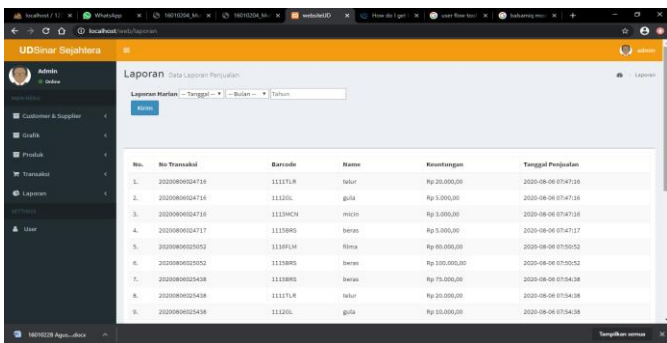 localhost / 12
WhatsApp
16010204_M
16010204_M
websiteUD
How do I get
user flow tool
balsamiq moc
localhost/web/laporan
UDSinar Sejahtera
admin
Admin
Online
Laporan Data Laporan Penjualan
Laporan
MAIN MENU
Customer & Supplier
Grafik
Produk
Transaksi
Laporan
SETTINGS
User
Laporan Harian -- Tanggal -- -- Bulan -- Tahun
Kirim
No. No Transaksi Barcode Nama Keuntungan Tanggal Penjualan
1. 20200806024716 1111TLR telur Rp 20.000,00 2020-08-06 07:47:16
2. 20200806024716 1112GL gula Rp 5.000,00 2020-08-06 07:47:16
3. 20200806024716 1113MCN micin Rp 3.000,00 2020-08-06 07:47:16
4. 20200806024717 1115BRS beras Rp 5.000,00 2020-08-06 07:47:17
5. 20200806025052 1116FLM filma Rp 60.000,00 2020-08-06 07:50:52
6. 20200806025052 1115BRS beras Rp 100.000,00 2020-08-06 07:50:52
7. 20200806025438 1115BRS beras Rp 75.000,00 2020-08-06 07:54:38
8. 20200806025438 1111TLR telur Rp 20.000,00 2020-08-06 07:54:38
9. 20200806025438 1112GL gula Rp 10.000,00 2020-08-06 07:54:38
16010228 Agus...docx
Tampilkan semua